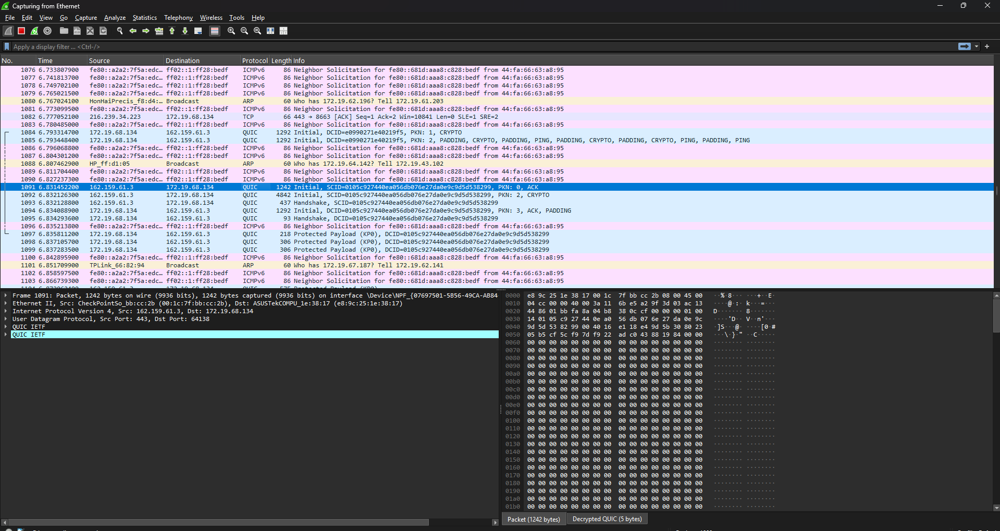 Capturing from Ethernet
File Edit View Go Capture Analyze Statistics Telephony Wireless Tools Help
Apply a display filter ... <Ctrl-/>
No. Time Source Destination Protocol Length Info
1076 6.733807900 fe80::a2a2:7f5a:edc… ff02::1:ff28:bedf ICMPv6 86 Neighbor Solicitation for fe80::681d:aaa8:c828:bedf from 44:fa:66:63:a8:95
1077 6.741813700 fe80::a2a2:7f5a:edc… ff02::1:ff28:bedf ICMPv6 86 Neighbor Solicitation for fe80::681d:aaa8:c828:bedf from 44:fa:66:63:a8:95
1078 6.749702100 fe80::a2a2:7f5a:edc… ff02::1:ff28:bedf ICMPv6 86 Neighbor Solicitation for fe80::681d:aaa8:c828:bedf from 44:fa:66:63:a8:95
1079 6.765021500 fe80::a2a2:7f5a:edc… ff02::1:ff28:bedf ICMPv6 86 Neighbor Solicitation for fe80::681d:aaa8:c828:bedf from 44:fa:66:63:a8:95
1080 6.767024100 HonHaiPrecis_f8:d4:… Broadcast ARP 60 Who has 172.19.62.196? Tell 172.19.61.203
1081 6.773099500 fe80::a2a2:7f5a:edc… ff02::1:ff28:bedf ICMPv6 86 Neighbor Solicitation for fe80::681d:aaa8:c828:bedf from 44:fa:66:63:a8:95
1082 6.777052100 216.239.34.223 172.19.68.134 TCP 66 443 → 8663 [ACK] Seq=1 Ack=2 Win=10841 Len=0 SLE=1 SRE=2
1083 6.780485000 fe80::a2a2:7f5a:edc… ff02::1:ff28:bedf ICMPv6 86 Neighbor Solicitation for fe80::681d:aaa8:c828:bedf from 44:fa:66:63:a8:95
1084 6.793314700 172.19.68.134 162.159.61.3 QUIC 1292 Initial, DCID=e0990271e40219f5, PKN: 1, CRYPTO
1085 6.793448400 172.19.68.134 162.159.61.3 QUIC 1292 Initial, DCID=e0990271e40219f5, PKN: 2, PADDING, CRYPTO, PADDING, PING, PADDING, CRYPTO, PADDING, CRYPTO, PING, PADDING, PING
1086 6.796068800 fe80::a2a2:7f5a:edc… ff02::1:ff28:bedf ICMPv6 86 Neighbor Solicitation for fe80::681d:aaa8:c828:bedf from 44:fa:66:63:a8:95
1087 6.804301200 fe80::a2a2:7f5a:edc… ff02::1:ff28:bedf ICMPv6 86 Neighbor Solicitation for fe80::681d:aaa8:c828:bedf from 44:fa:66:63:a8:95
1088 6.807462900 HP_ff:d1:05 Broadcast ARP 60 Who has 172.19.64.142? Tell 172.19.43.102
1089 6.811704400 fe80::a2a2:7f5a:edc… ff02::1:ff28:bedf ICMPv6 86 Neighbor Solicitation for fe80::681d:aaa8:c828:bedf from 44:fa:66:63:a8:95
1090 6.827237300 fe80::a2a2:7f5a:edc… ff02::1:ff28:bedf ICMPv6 86 Neighbor Solicitation for fe80::681d:aaa8:c828:bedf from 44:fa:66:63:a8:95
1091 6.831452200 162.159.61.3 172.19.68.134 QUIC 1242 Initial, SCID=0105c927440ea056db076e27da0e9c9d5d538299, PKN: 0, ACK
1092 6.832126300 162.159.61.3 172.19.68.134 QUIC 4842 Initial, SCID=0105c927440ea056db076e27da0e9c9d5d538299, PKN: 2, CRYPTO
1093 6.832128800 162.159.61.3 172.19.68.134 QUIC 437 Handshake, SCID=0105c927440ea056db076e27da0e9c9d5d538299
1094 6.834088900 172.19.68.134 162.159.61.3 QUIC 1292 Initial, DCID=0105c927440ea056db076e27da0e9c9d5d538299, PKN: 3, ACK, PADDING
1095 6.834293600 172.19.68.134 162.159.61.3 QUIC 93 Handshake, DCID=0105c927440ea056db076e27da0e9c9d5d538299
1096 6.835213800 fe80::a2a2:7f5a:edc… ff02::1:ff28:bedf ICMPv6 86 Neighbor Solicitation for fe80::681d:aaa8:c828:bedf from 44:fa:66:63:a8:95
1097 6.835811200 172.19.68.134 162.159.61.3 QUIC 218 Protected Payload (KP0), DCID=0105c927440ea056db076e27da0e9c9d5d538299
1098 6.837105700 172.19.68.134 162.159.61.3 QUIC 306 Protected Payload (KP0), DCID=0105c927440ea056db076e27da0e9c9d5d538299
1099 6.837283500 172.19.68.134 162.159.61.3 QUIC 306 Protected Payload (KP0), DCID=0105c927440ea056db076e27da0e9c9d5d538299
1100 6.842895900 fe80::a2a2:7f5a:edc… ff02::1:ff28:bedf ICMPv6 86 Neighbor Solicitation for fe80::681d:aaa8:c828:bedf from 44:fa:66:63:a8:95
1101 6.851709900 TPLink_66:82:94 Broadcast ARP 60 Who has 172.19.67.187? Tell 172.19.62.141
1102 6.858597500 fe80::a2a2:7f5a:edc… ff02::1:ff28:bedf ICMPv6 86 Neighbor Solicitation for fe80::681d:aaa8:c828:bedf from 44:fa:66:63:a8:95
1103 6.866739300 fe80::a2a2:7f5a:edc… ff02::1:ff28:bedf ICMPv6 86 Neighbor Solicitation for fe80::681d:aaa8:c828:bedf from 44:fa:66:63:a8:95
Frame 1091: Packet, 1242 bytes on wire (9936 bits), 1242 bytes captured (9936 bits) on interface \Device\NPF_{07697501-5B56-49CA-AB84
Ethernet II, Src: CheckPointSo_bb:cc:2b (00:1c:7f:bb:cc:2b), Dst: ASUSTekCOMPU_1e:38:17 (e8:9c:25:1e:38:17)
Internet Protocol Version 4, Src: 162.159.61.3, Dst: 172.19.68.134
User Datagram Protocol, Src Port: 443, Dst Port: 64138
QUIC IETF
QUIC IETF
0000 e8 9c 25 1e 38 17 00 1c 7f bb cc 2b 08 00 45 00 ··%·8··· ···+··E·
0010 04 cc 00 00 40 00 3a 11 6b e5 a2 9f 3d 03 ac 13 ····@·:· k···=···
0020 44 86 01 bb fa 8a 04 b8 38 0c cf 00 00 00 01 00 D······· 8·······
0030 14 01 05 c9 27 44 0e a0 56 db 07 6e 27 da 0e 9c ····'D·· V··n'···
0040 9d 5d 53 82 99 00 40 16 e1 18 e4 9d 5b 30 80 23 ·]S···@· ····[0·#
0050 05 b5 cf 5c f9 7d f9 22 ad c0 43 88 19 84 00 00 ···\·}·" ··C·····
0060 00 00 00 00 00 00 00 00 00 00 00 00 00 00 00 00 ········ ········
0070 00 00 00 00 00 00 00 00 00 00 00 00 00 00 00 00 ········ ········
0080 00 00 00 00 00 00 00 00 00 00 00 00 00 00 00 00 ········ ········
0090 00 00 00 00 00 00 00 00 00 00 00 00 00 00 00 00 ········ ········
00a0 00 00 00 00 00 00 00 00 00 00 00 00 00 00 00 00 ········ ········
00b0 00 00 00 00 00 00 00 00 00 00 00 00 00 00 00 00 ········ ········
00c0 00 00 00 00 00 00 00 00 00 00 00 00 00 00 00 00 ········ ········
00d0 00 00 00 00 00 00 00 00 00 00 00 00 00 00 00 00 ········ ········
00e0 00 00 00 00 00 00 00 00 00 00 00 00 00 00 00 00 ········ ········
00f0 00 00 00 00 00 00 00 00 00 00 00 00 00 00 00 00 ········ ········
0100 00 00 00 00 00 00 00 00 00 00 00 00 00 00 00 00 ········ ········
0110 00 00 00 00 00 00 00 00 00 00 00 00 00 00 00 00 ········ ········
0120 00 00 00 00 00 00 00 00 00 00 00 00 00 00 00 00 ········ ········
0130 00 00 00 00 00 00 00 00 00 00 00 00 00 00 00 00 ········ ········
0140 00 00 00 00 00 00 00 00 00 00 00 00 00 00 00 00 ········ ········
0150 00 00 00 00 00 00 00 00 00 00 00 00 00 00 00 00 ········ ········
0160 00 00 00 00 00 00 00 00 00 00 00 00 00 00 00 00 ········ ········
0170 00 00 00 00 00 00 00 00 00 00 00 00 00 00 00 00 ········ ········
0180 00 00 00 00 00 00 00 00 00 00 00 00 00 00 00 00 ········ ········
0190 00 00 00 00 00 00 00 00 00 00 00 00 00 00 00 00 ········ ········
01a0 00 00 00 00 00 00 00 00 00 00 00 00 00 00 00 00 ········ ········
01b0 00 00 00 00 00 00 00 00 00 00 00 00 00 00 00 00 ········ ········
Packet (1242 bytes) Decrypted QUIC (5 bytes)